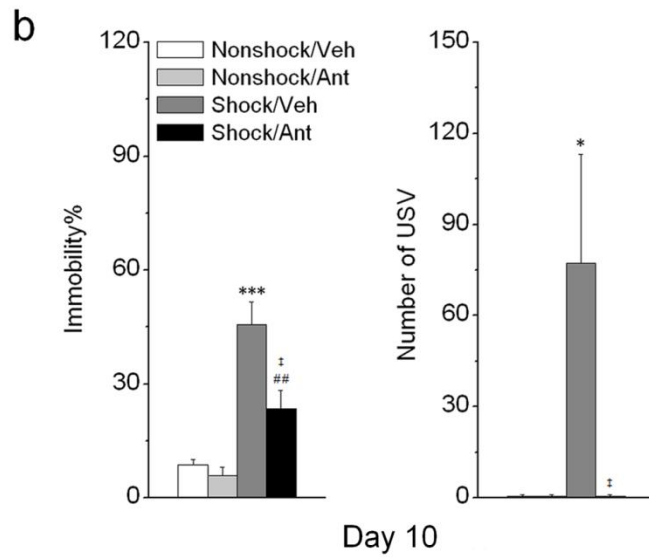 b
120
90
60
30
0
Immobility%
Nonshock/Veh
Nonshock/Ant
Shock/Veh
Shock/Ant
***
‡
##
150
120
90
60
30
0
Number of USV
*
‡
Day 10